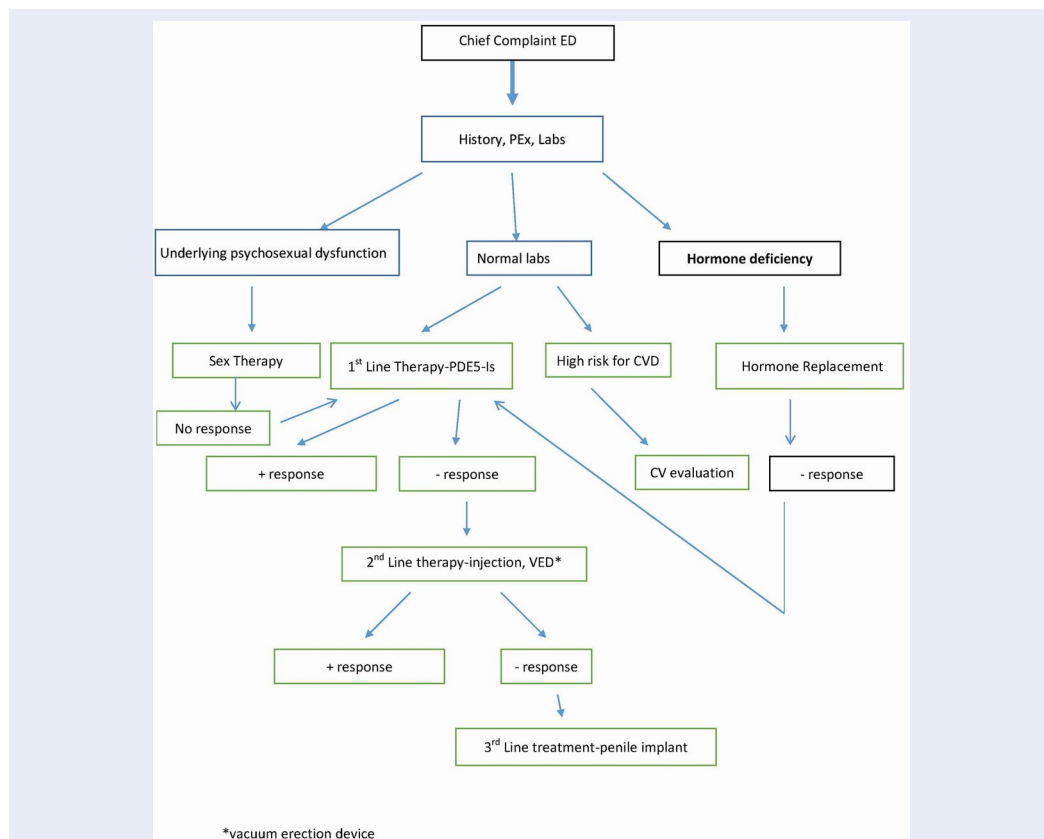 Chief Complaint ED
History, PEx, Labs
Underlying psychosexual dysfunction
Normal labs
Hormone deficiency
Sex Therapy
1st Line Therapy-PDE5-Is
High risk for CVD
Hormone Replacement
No response
+ response
- response
CV evaluation
- response
2nd Line therapy-injection, VED*
+ response
- response
3rd Line treatment-penile implant
*vacuum erection device